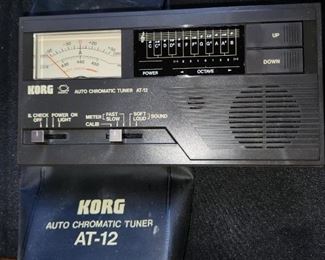 UP
DOWN
POWER OCTAVE
KORG AUTO CHROMATIC TUNER AT-12
B. CHECK POWER ON
OFF LIGHT
METER FAST SLOW
CALIB
SOFT LOUD SOUND
KORG
AUTO CHROMATIC TUNER
AT-12